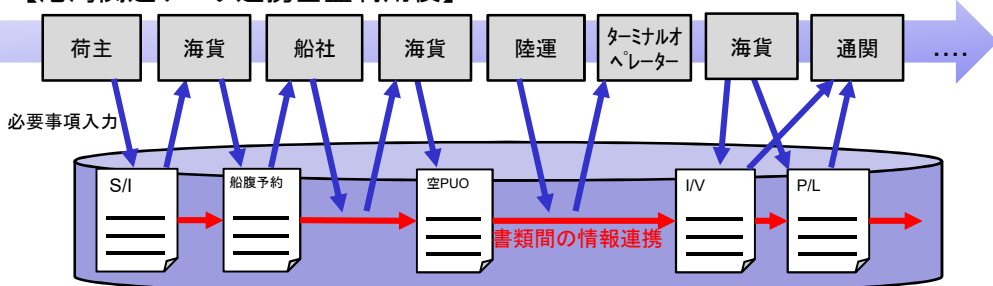 荷主
海貨
船社
海貨
陸運
ターミナルオ
ペレーター
海貨
通関
....
必要事項入力
S/I
船腹予約
空PUO
I/V
P/L
書類間の情報連携